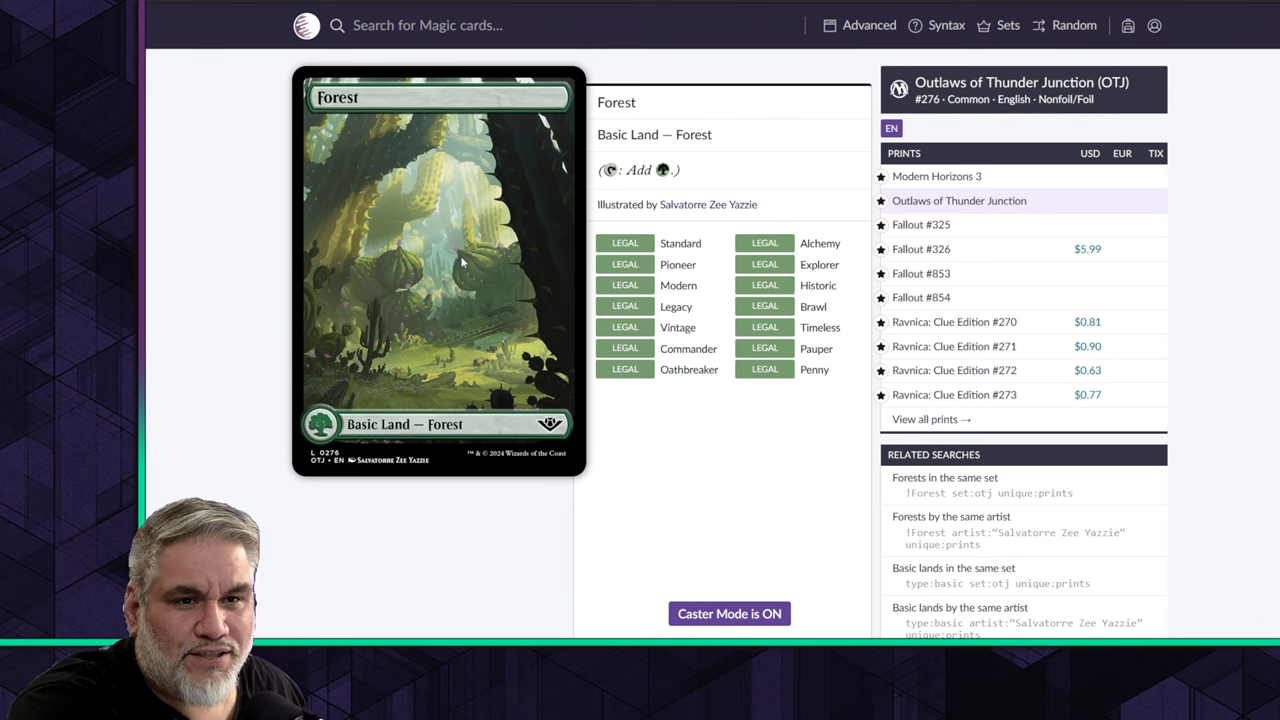 Search for Magic cards...
Advanced
Syntax
Sets
Random
Forest
Basic Land — Forest
L 0276
OTJ • EN SALVATORRE ZEE YAZZIE
™ & © 2024 Wizards of the Coast
Forest
Basic Land — Forest
(: Add .)
Illustrated by Salvatorre Zee Yazzie
LEGAL Standard LEGAL Alchemy
LEGAL Pioneer LEGAL Explorer
LEGAL Modern LEGAL Historic
LEGAL Legacy LEGAL Brawl
LEGAL Vintage LEGAL Timeless
LEGAL Commander LEGAL Pauper
LEGAL Oathbreaker LEGAL Penny
Caster Mode is ON
Outlaws of Thunder Junction (OTJ)
#276 · Common · English · Nonfoil/Foil
EN
PRINTS USD EUR TIX
Modern Horizons 3
Outlaws of Thunder Junction
Fallout #325
Fallout #326 $5.99
Fallout #853
Fallout #854
Ravnica: Clue Edition #270 $0.81
Ravnica: Clue Edition #271 $0.90
Ravnica: Clue Edition #272 $0.63
Ravnica: Clue Edition #273 $0.77
View all prints →
RELATED SEARCHES
Forests in the same set
!Forest set:otj unique:prints
Forests by the same artist
!Forest artist:“Salvatorre Zee Yazzie”
unique:prints
Basic lands in the same set
type:basic set:otj unique:prints
Basic lands by the same artist
type:basic artist:“Salvatorre Zee Yazzie”
unique:prints